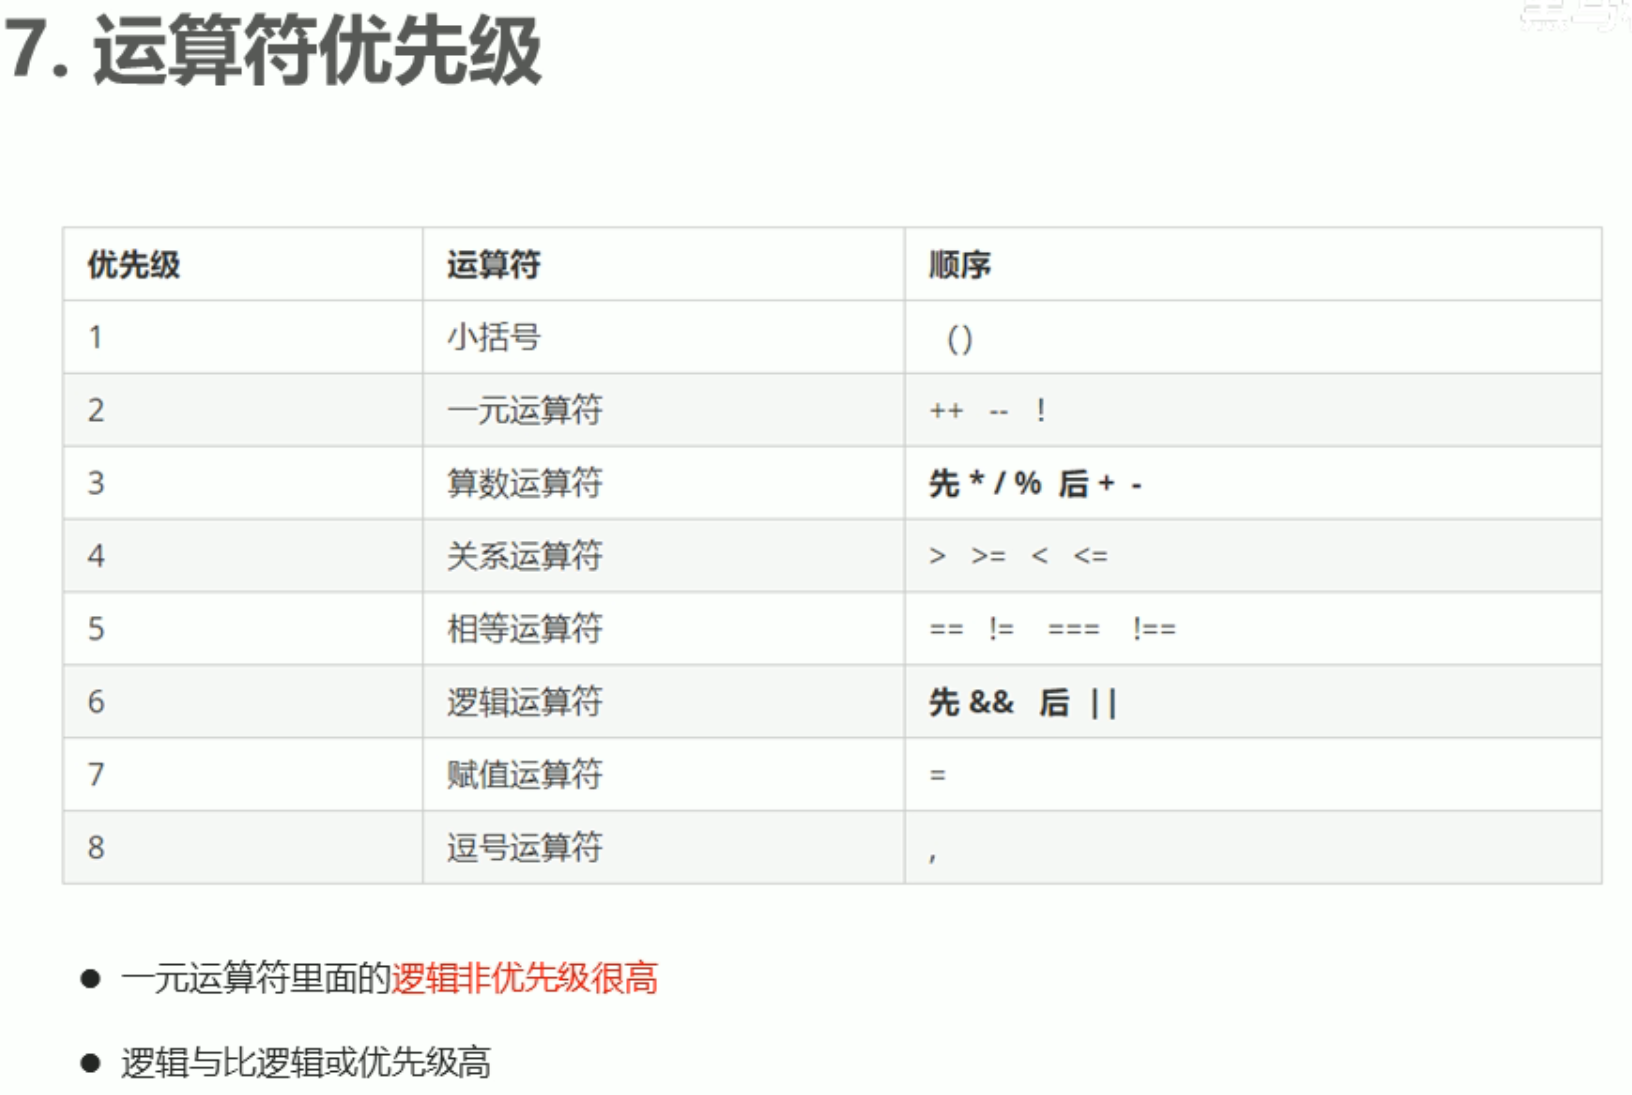 7. 运算符优先级
优先级 运算符 顺序
1 小括号 ()
2 一元运算符 ++ -- !
3 算数运算符 先 * / % 后 + -
4 关系运算符 > >= < <=
5 相等运算符 == != === !==
6 逻辑运算符 先 && 后 ||
7 赋值运算符 =
8 逗号运算符 ,
● 一元运算符里面的逻辑非优先级很高
● 逻辑与比逻辑或优先级高